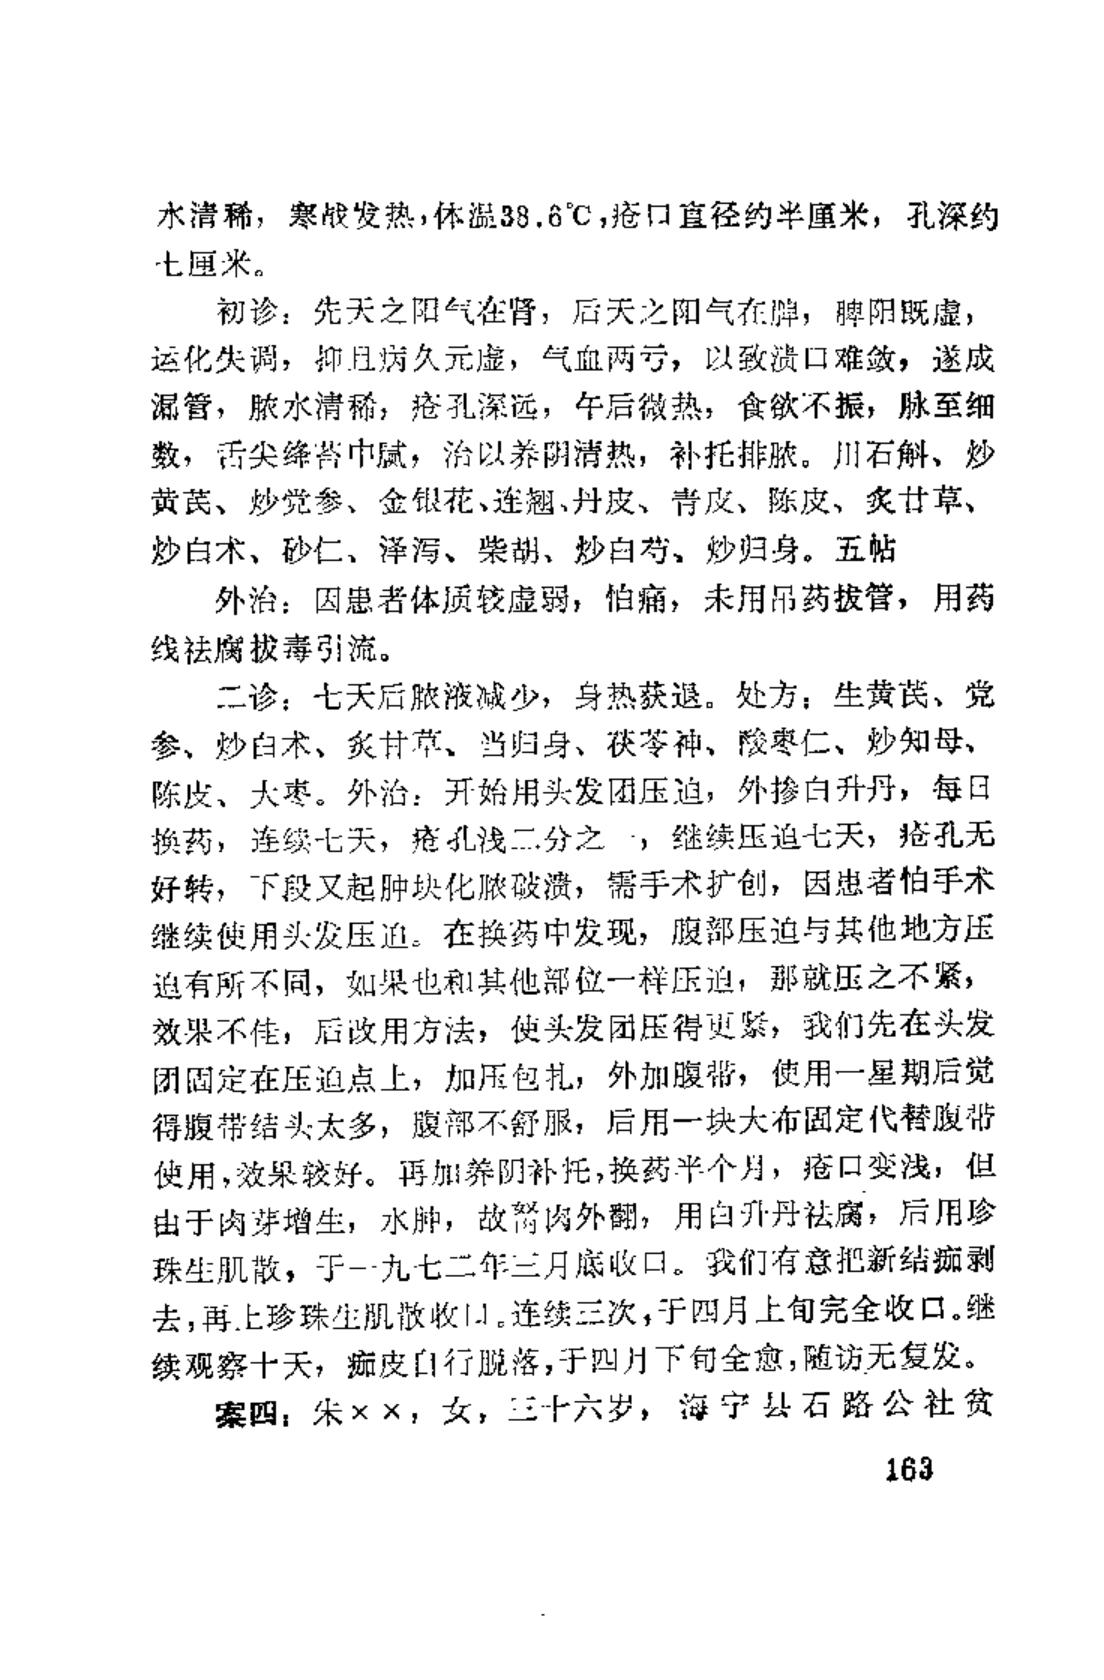 水清稀，寒战发热，体温38.6℃，疮口直径约半厘米，孔深约
七厘米。
初诊：先天之阳气在肾，后天之阳气在脾，脾阳既虚，
运化失调，抑且病久元虚，气血两亏，以致溃口难敛，遂成
漏管，脓水清稀，疮孔深远，午后微热，食欲不振，脉至细
数，舌尖绛苔中腻，治以养阴清热，补托排脓。川石斛、炒
黄芪、炒党参、金银花、连翘、丹皮、青皮、陈皮、炙甘草、
炒白术、砂仁、泽泻、柴胡、炒白芍、炒归身。五帖
外治：因患者体质较虚弱，怕痛，未用吊药拔管，用药
线祛腐拔毒引流。
二诊：七天后脓液减少，身热获退。处方：生黄芪、党
参、炒白术、炙甘草、当归身、茯苓神、酸枣仁、炒知母、
陈皮、大枣。外治：开始用头发团压迫，外掺白升丹，每日
换药，连续七天，疮孔浅二分之一，继续压迫七天，疮孔无
好转，下段又起肿块化脓破溃，需手术扩创，因患者怕手术
继续使用头发压迫。在换药中发现，腹部压迫与其他地方压
迫有所不同，如果也和其他部位一样压迫，那就压之不紧，
效果不佳，后改用方法，使头发团压得更紧，我们先在头发
团固定在压迫点上，加压包扎，外加腹带，使用一星期后觉
得腹带结头太多，腹部不舒服，后用一块大布固定代替腹带
使用，效果较好。再加养阴补托，换药半个月，疮口变浅，但
由于肉芽增生，水肿，故胬肉外翻，用白升丹祛腐，后用珍
珠生肌散，于一九七二年三月底收口。我们有意把新结痂剥
去，再上珍珠生肌散收口。连续三次，于四月上旬完全收口。继
续观察十天，痂皮自行脱落，于四月下旬全愈，随访无复发。
案四：朱××，女，三十六岁，海宁县石路公社贫
163